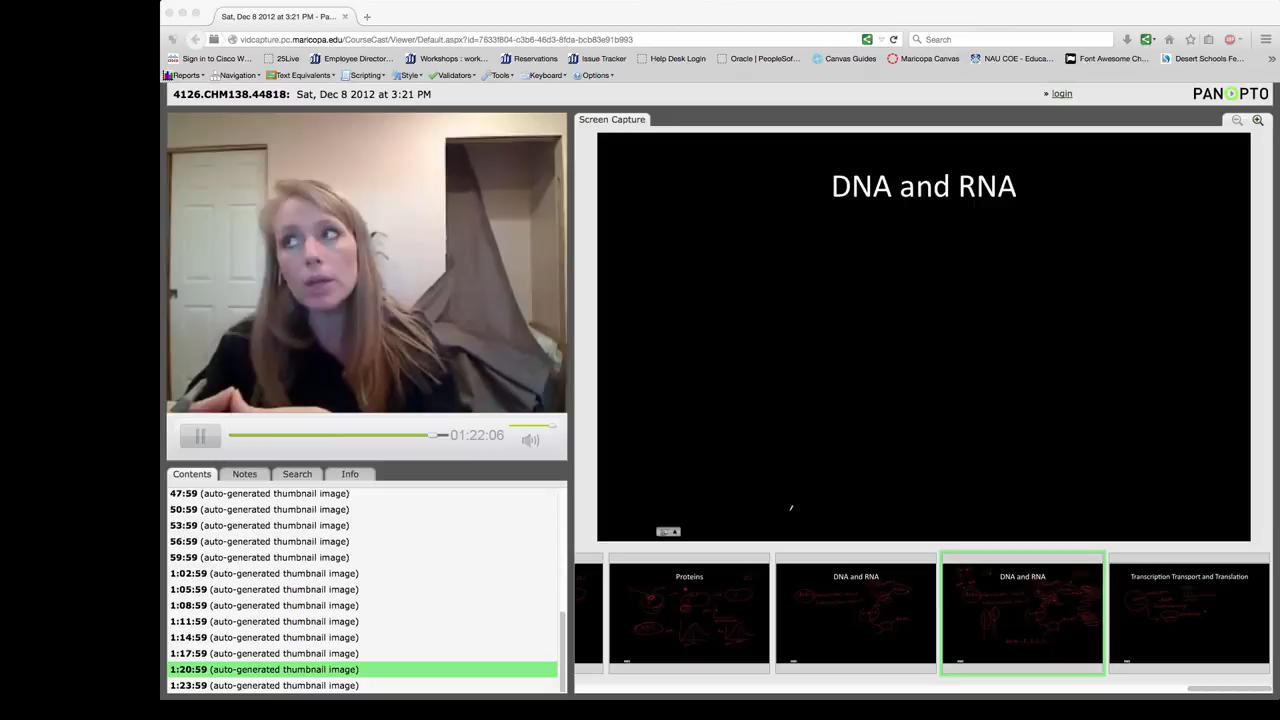 Sat, Dec 8 2012 at 3:21 PM - Pa...
vidcapture.pc.maricopa.edu/CourseCast/Viewer/Default.aspx?id=7633f804-c3b6-46d3-8fda-bcb83e91b993
Search
Sign in to Cisco W... 25Live Employee Director... Workshops : work... Reservations Issue Tracker Help Desk Login Oracle | PeopleSof... Canvas Guides Maricopa Canvas NAU COE - Educa... Font Awesome Ch... Desert Schools Fe...
Reports Navigation Text Equivalents Scripting Style Validators Tools Keyboard Options
4126.CHM138.44818: Sat, Dec 8 2012 at 3:21 PM
» login
PANOPTO
Screen Capture
DNA and RNA
01:22:06
Contents Notes Search Info
47:59 (auto-generated thumbnail image)
50:59 (auto-generated thumbnail image)
53:59 (auto-generated thumbnail image)
56:59 (auto-generated thumbnail image)
59:59 (auto-generated thumbnail image)
1:02:59 (auto-generated thumbnail image)
1:05:59 (auto-generated thumbnail image)
1:08:59 (auto-generated thumbnail image)
1:11:59 (auto-generated thumbnail image)
1:14:59 (auto-generated thumbnail image)
1:17:59 (auto-generated thumbnail image)
1:20:59 (auto-generated thumbnail image)
1:23:59 (auto-generated thumbnail image)
Proteins
DNA and RNA
DNA and RNA
Transcription Transport and Translation